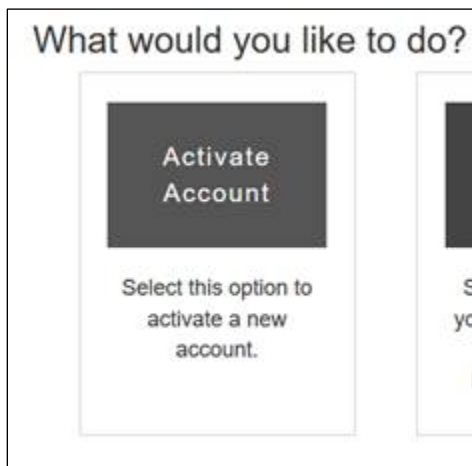 What would you like to do?
Activate
Account
Select this option to
activate a new
account.